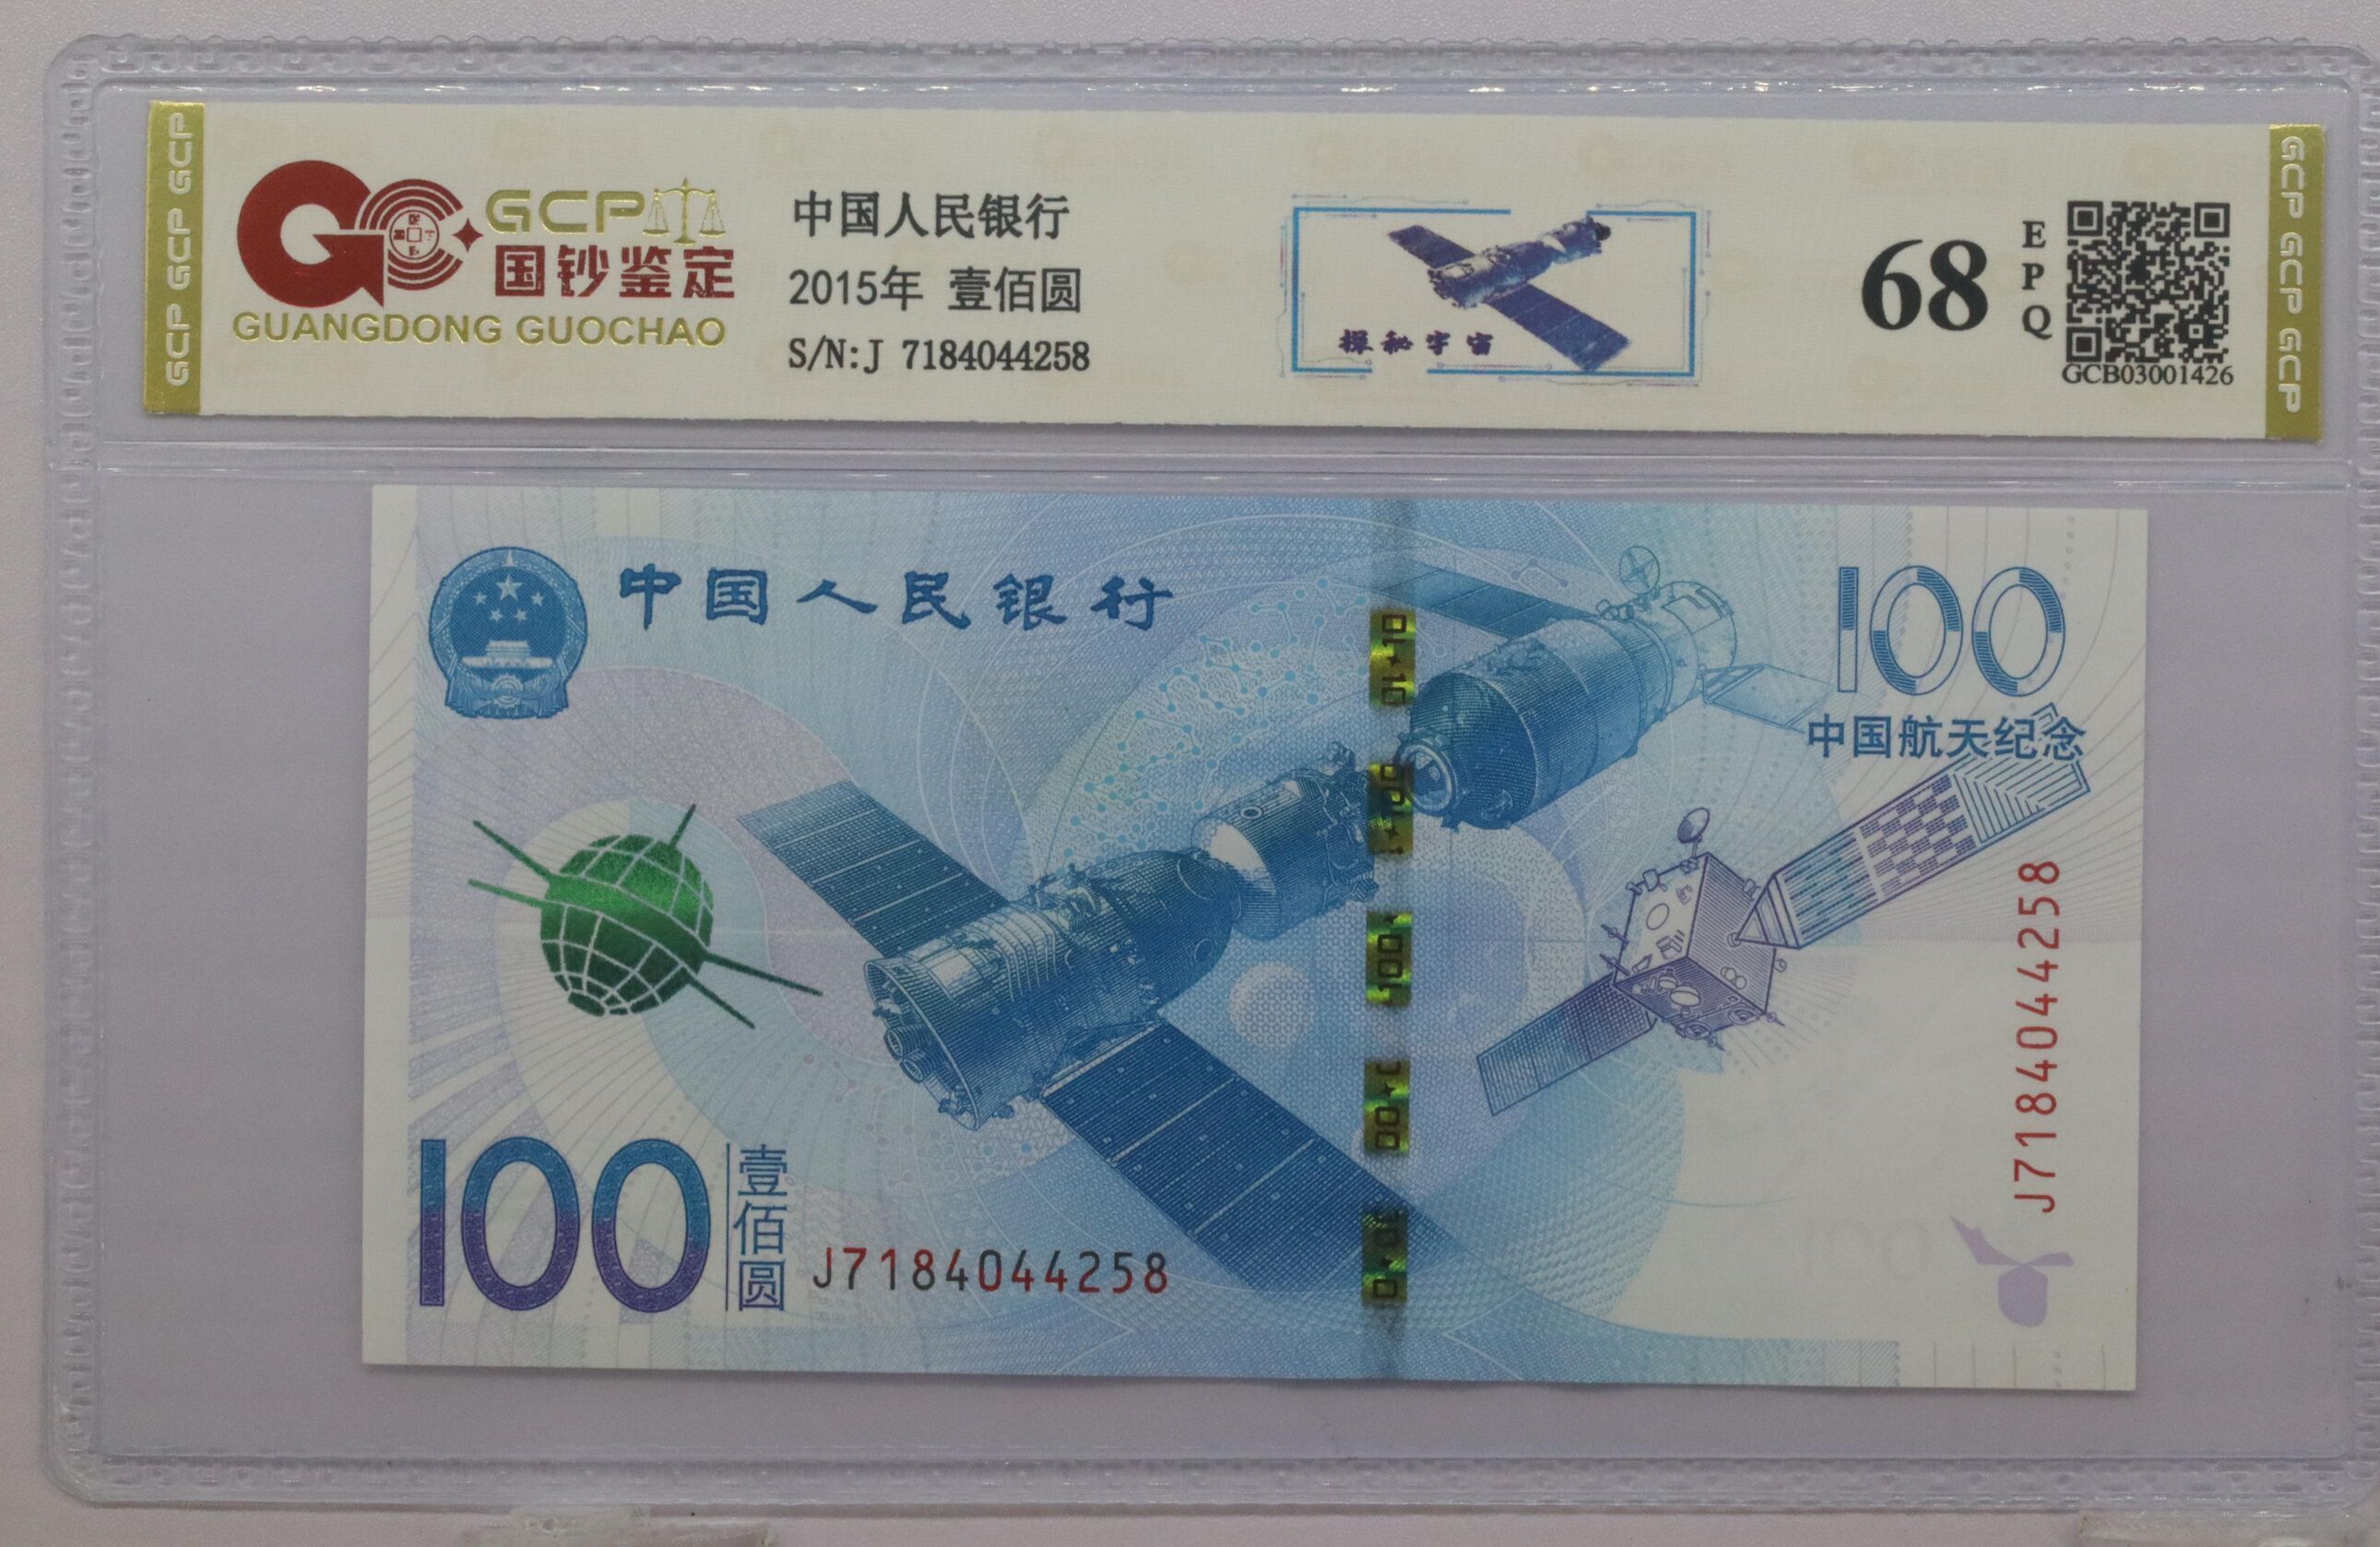 GCP GCP GCP
GCP
国钞鉴定
GUANGDONG GUOCHAO
中国人民银行
2015年 壹佰圆
S/N:J 7184044258
探秘宇宙
68
EPQ
GCB03001426
GCP GCP GCP GCP
中国人民银行
100
中国航天纪念
100
壹佰圆
J7184044258
J7184044258